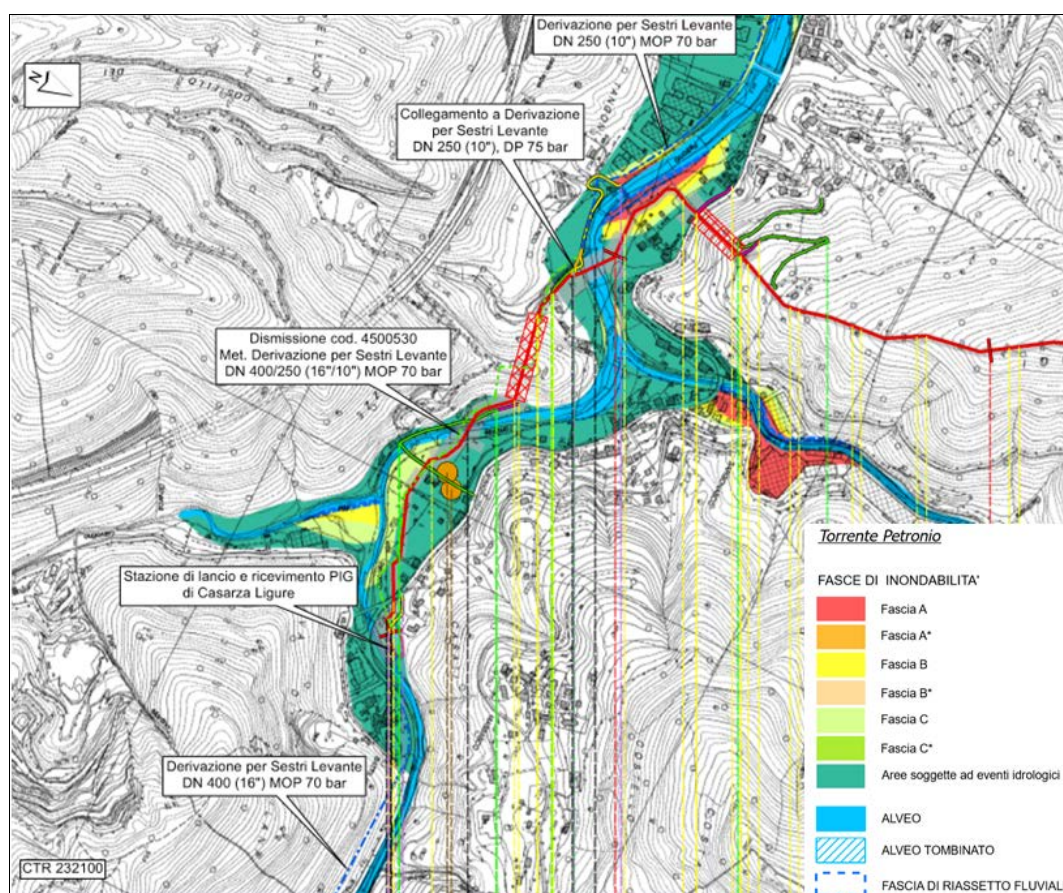 Derivazione per Sestri Levante
DN 250 (10") MOP 70 bar
N
Collegamento a Derivazione
per Sestri Levante
DN 250 (10"), DP 75 bar
Dismissione cod. 4500530
Met. Derivazione per Sestri Levante
DN 400/250 (16"/10") MOP 70 bar
Stazione di lancio e ricevimento PIG
di Casarza Ligure
Derivazione per Sestri Levante
DN 400 (16") MOP 70 bar
CTR 232100
Torrente Petronio
FASCE DI INONDABILITA'
Fascia A
Fascia A*
Fascia B
Fascia B*
Fascia C
Fascia C*
Aree soggette ad eventi idrologici
ALVEO
ALVEO TOMBINATO
FASCIA DI RIASSETTO FLUVIAL